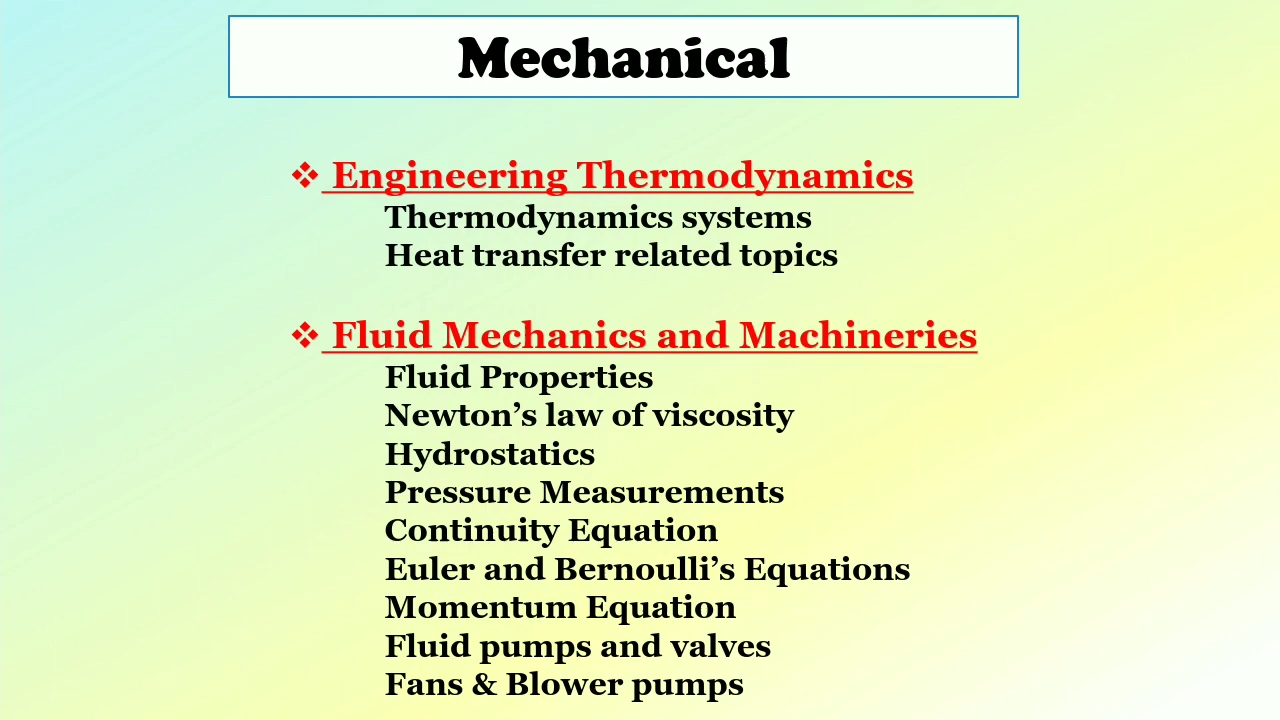 Mechanical
❖ Engineering Thermodynamics
Thermodynamics systems
Heat transfer related topics
❖ Fluid Mechanics and Machineries
Fluid Properties
Newton’s law of viscosity
Hydrostatics
Pressure Measurements
Continuity Equation
Euler and Bernoulli’s Equations
Momentum Equation
Fluid pumps and valves
Fans & Blower pumps